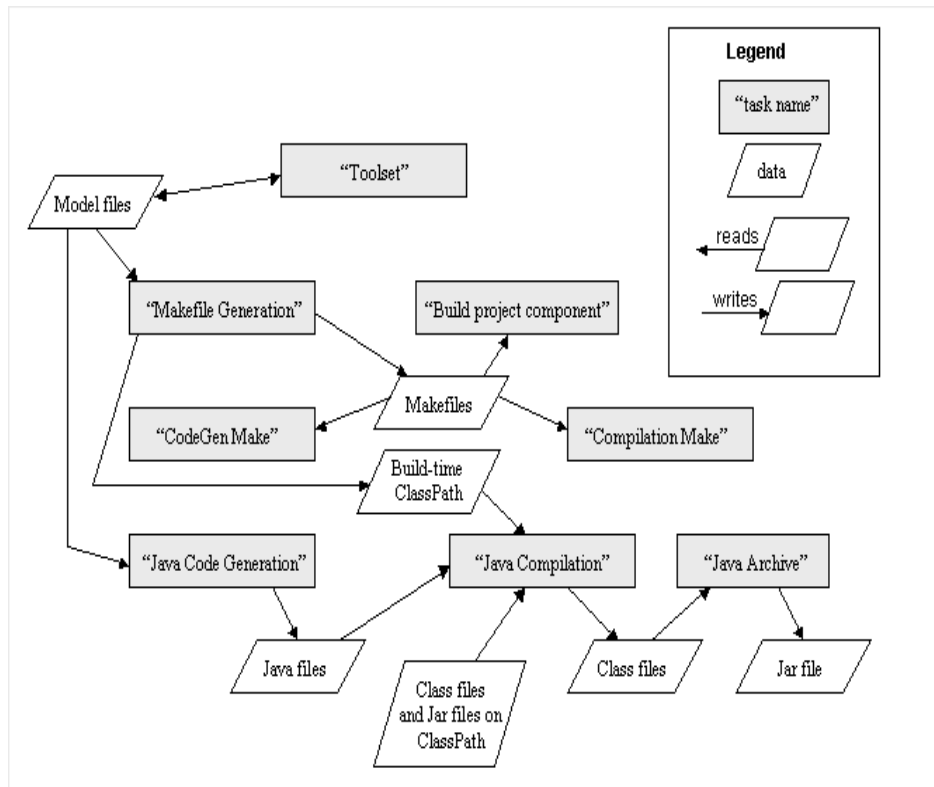 Legend
“task name”
data
reads
writes
“Toolset”
Model files
“Makefile Generation”
“Build project component”
Makefiles
“CodeGen Make”
“Compilation Make”
Build-time
ClassPath
“Java Code Generation”
“Java Compilation”
“Java Archive”
Java files
Class files
and Jar files on
ClassPath
Class files
Jar file